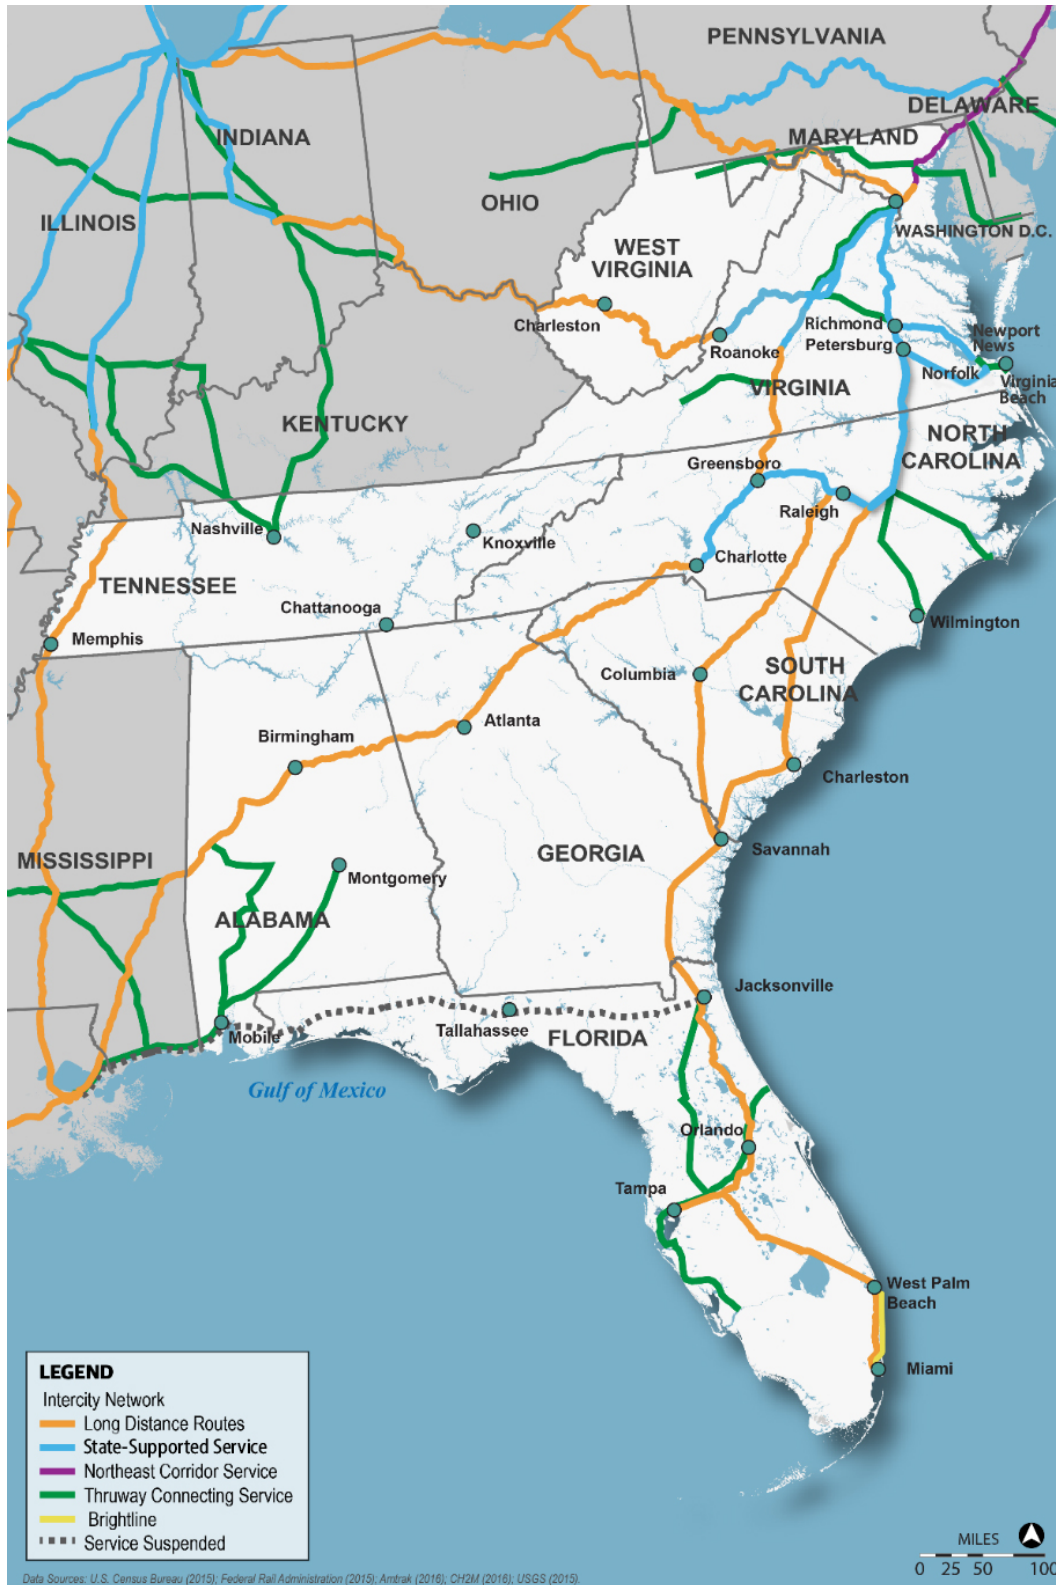 PENNSYLVANIA
DELAWARE
MARYLAND
INDIANA
OHIO
ILLINOIS
WASHINGTON D.C.
WEST
VIRGINIA
Charleston
Roanoke
Richmond
Petersburg
Newport
News
Norfolk
Virginia
Beach
VIRGINIA
KENTUCKY
NORTH
CAROLINA
Greensboro
Raleigh
Nashville
Knoxville
Charlotte
TENNESSEE
Chattanooga
Wilmington
Memphis
Columbia
SOUTH
CAROLINA
Birmingham
Atlanta
Charleston
MISSISSIPPI
GEORGIA
Savannah
Montgomery
ALABAMA
Jacksonville
Mobile
Tallahassee
FLORIDA
Gulf of Mexico
Orlando
Tampa
West Palm
Beach
Miami
LEGEND
Intercity Network
Long Distance Routes
State-Supported Service
Northeast Corridor Service
Thruway Connecting Service
Brightline
Service Suspended
MILES
0 25 50 100
Data Sources: U.S. Census Bureau (2015); Federal Rail Administration (2015); Amtrak (2016); CH2M (2016); USGS (2015).